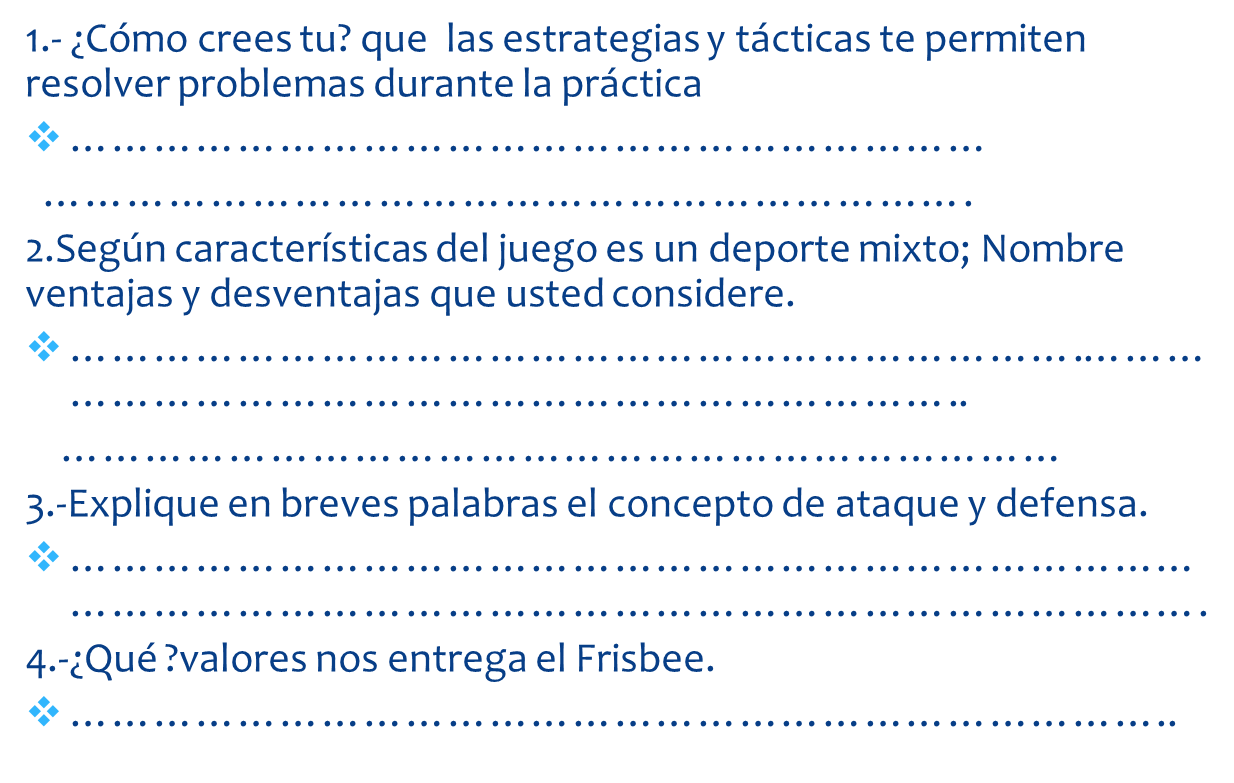 1.- ¿Cómo crees tu? que las estrategias y tácticas te permiten
resolver problemas durante la práctica
❖ ……………………………………………………………
……………………………………………………………….
2.Según características del juego es un deporte mixto; Nombre
ventajas y desventajas que usted considere.
❖ …………………………………………………………………..………
…………………………………………………………..
………………………………………………………………………
3.-Explique en breves palabras el concepto de ataque y defensa.
❖ ………………………………………………………………………………
……………………………………………………………………………….
4.-¿Qué ?valores nos entrega el Frisbee.
❖ ……………………………………………………………………………..